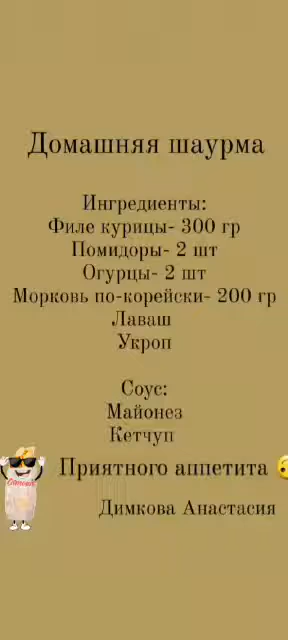 Домашняя шаурма
Ингредиенты:
Филе курицы- 300 гр
Помидоры- 2 шт
Огурцы- 2 шт
Морковь по-корейски- 200 гр
Лаваш
Укроп
Соус:
Майонез
Кетчуп
Приятного аппетита
Димкова Анастасия